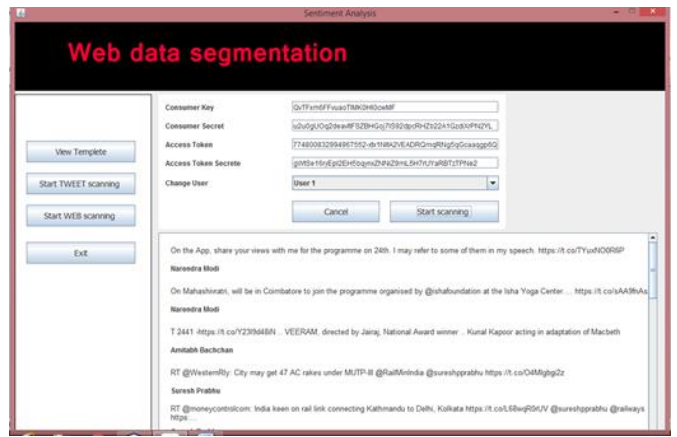 Sentiment Analysis
Web data segmentation
Consumer Key
Consumer Secret
Access Token
Access Token Secrete
Change User
User 1
View Templete
Start TWEET scanning
Start WEB scanning
Exit
Cancel
Start scanning
On the App, share your views with me for the programme on 24th. I may refer to some of them in my speech.
Narendra Modi
On Mahashivratri, will be in Coimbatore to join the programme organised by @ishafoundation at the Isha Yoga Center....
Narendra Modi
T 2441 - VEERAM, directed by Jairaj, National Award winner .. Kunal Kapoor acting in adaptation of Macbeth
Amitabh Bachchan
RT @WesternRly: City may get 47 AC rakes under MUTP-III @RailMinIndia @sureshpprabhu
Suresh Prabhu
RT @moneycontrolcom: India keen on rail link connecting Kathmandu to Delhi, Kolkata @sureshpprabhu @railways
https: